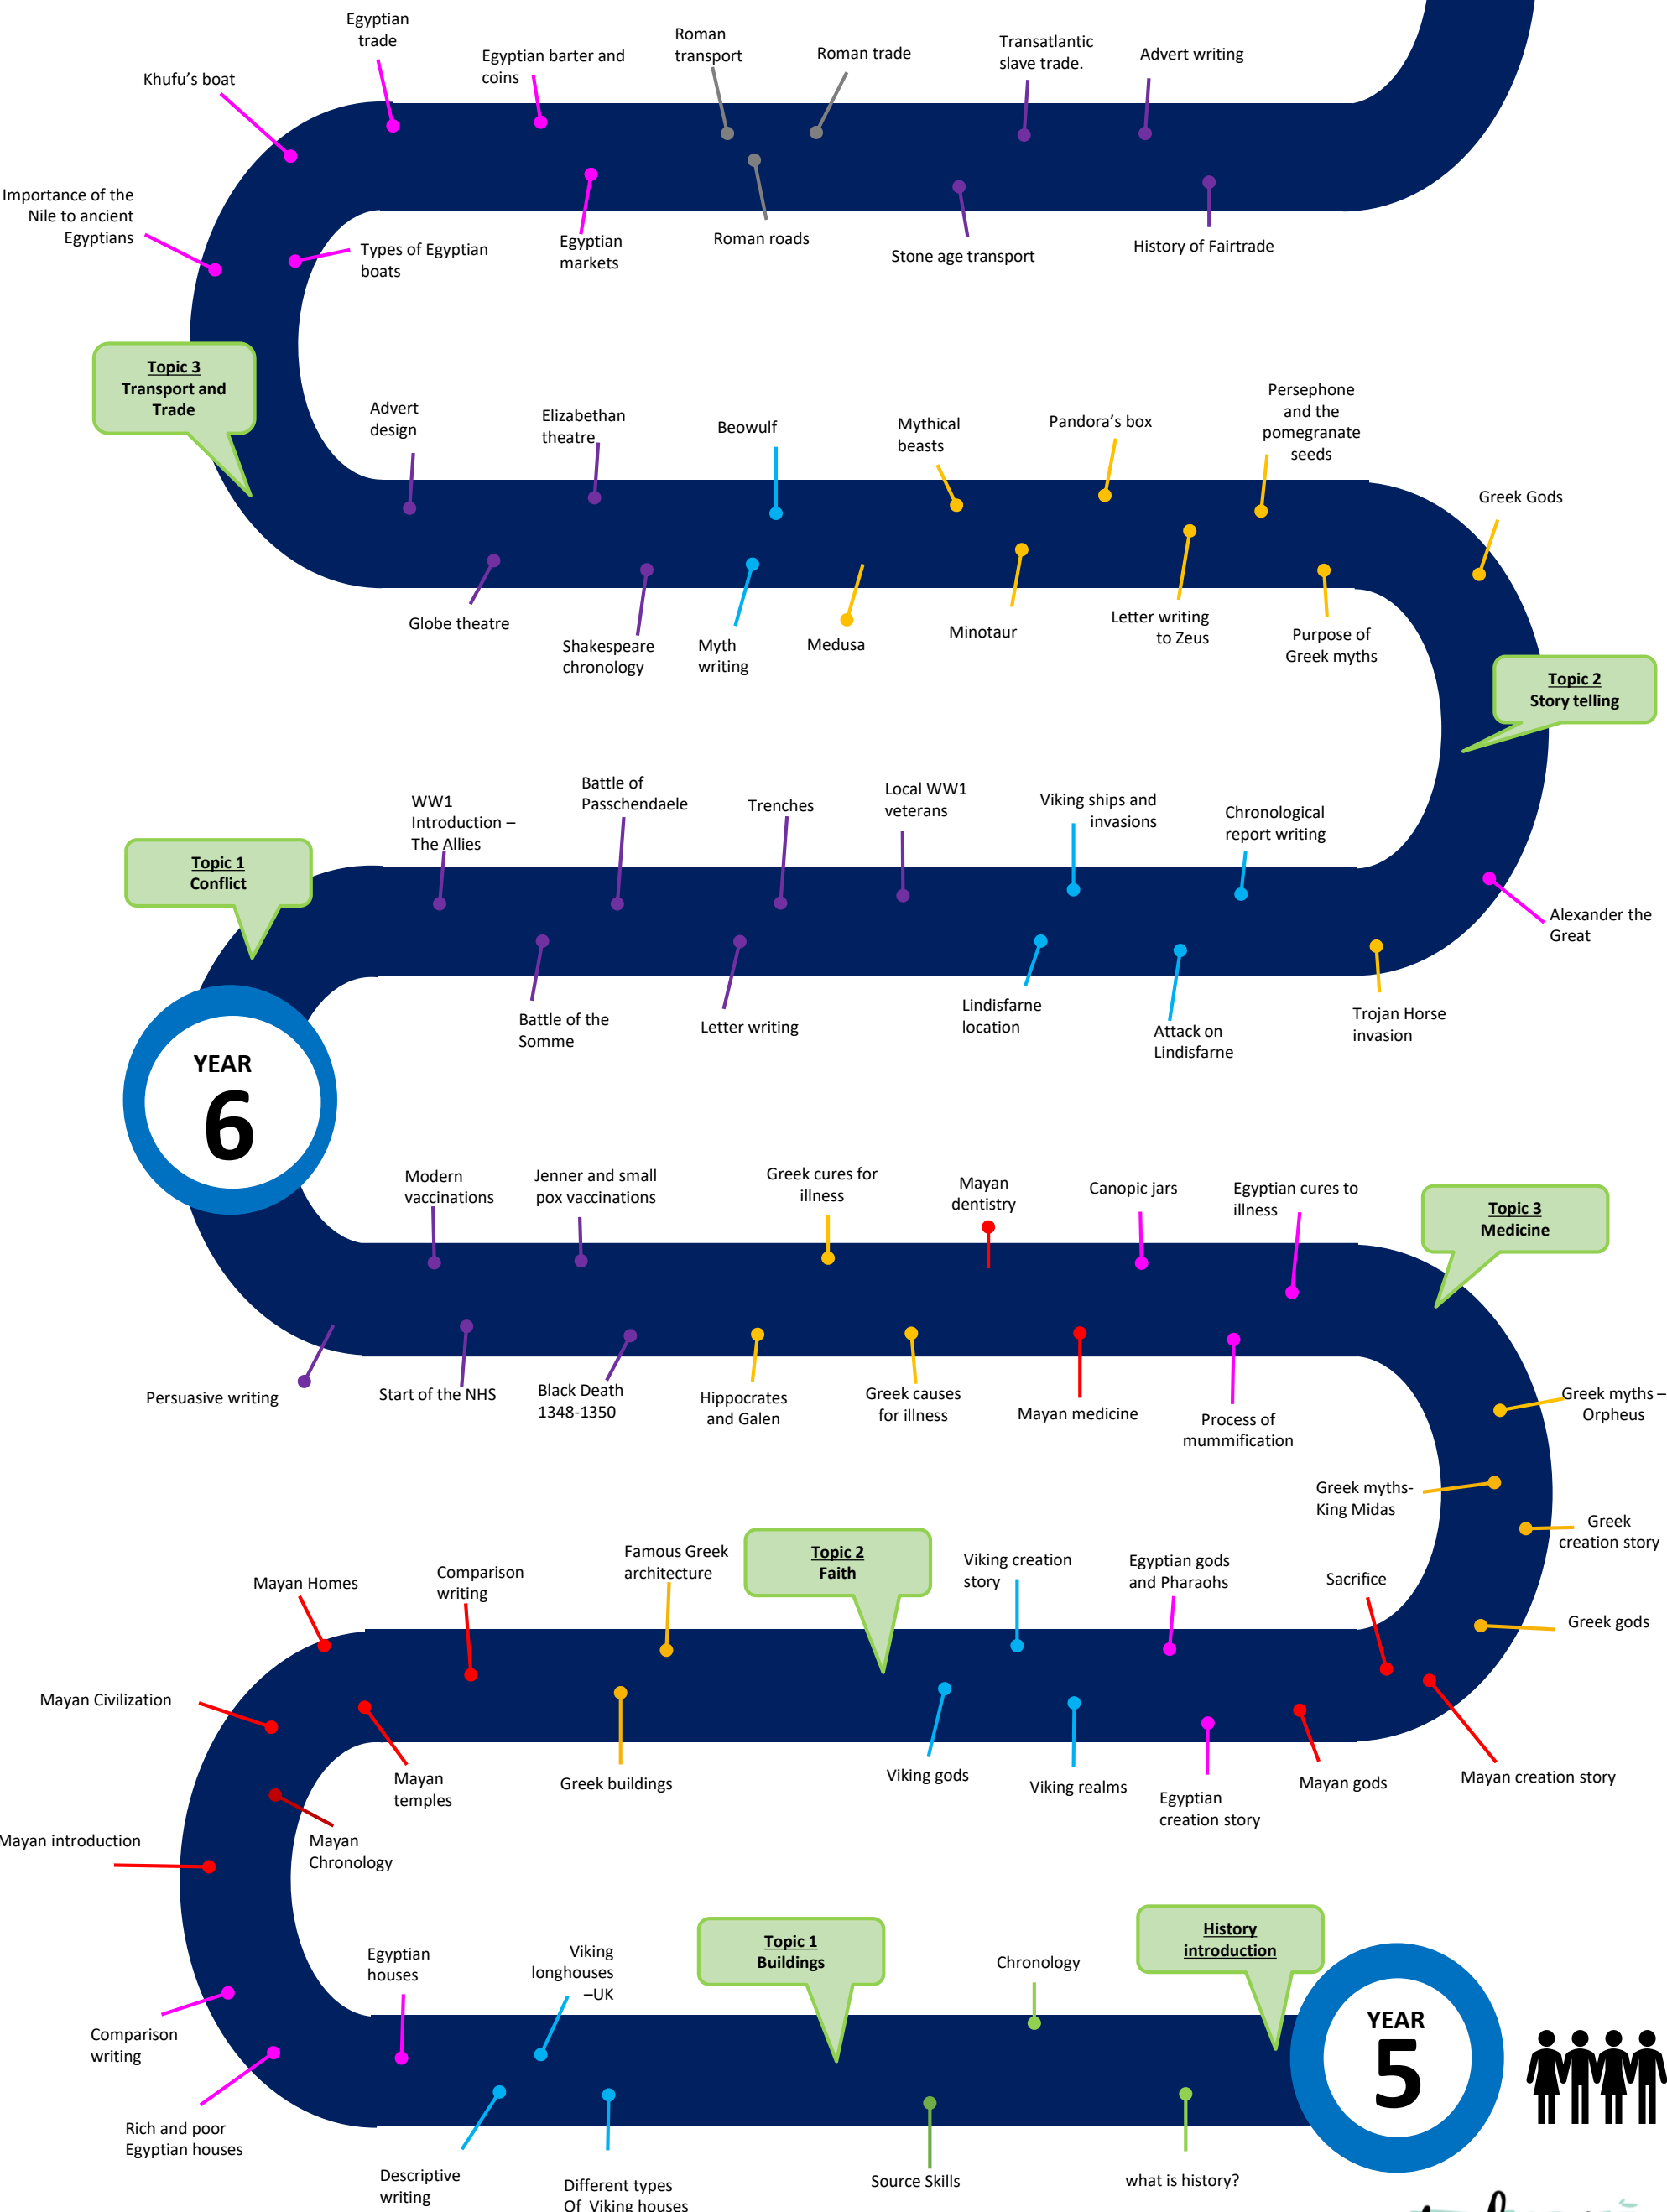 Egyptian
trade
Khufu's boat
Egyptian barter and
coins
Roman
transport
Roman trade
Transatlantic
slave trade.
Advert writing
Importance of the
Nile to ancient
Egyptians
Types of Egyptian
boats
Egyptian
markets
Roman roads
Stone age transport
History of Fairtrade
Topic 3
Transport and
Trade
Advert
design
Elizabethan
theatre
Beowulf
Mythical
beasts
Pandora's box
Persephone
and the
pomegranate
seeds
Greek Gods
Globe theatre
Shakespeare
chronology
Myth
writing
Medusa
Minotaur
Letter writing
to Zeus
Purpose of
Greek myths
Topic 2
Story telling
Topic 1
Conflict
WW1
Introduction –
The Allies
Battle of
Passchendaele
Trenches
Local WW1
veterans
Viking ships and
invasions
Chronological
report writing
Alexander the
Great
Battle of the
Somme
Letter writing
Lindisfarne
location
Attack on
Lindisfarne
Trojan Horse
invasion
YEAR
6
Modern
vaccinations
Jenner and small
pox vaccinations
Greek cures for
illness
Mayan
dentistry
Canopic jars
Egyptian cures to
illness
Topic 3
Medicine
Persuasive writing
Start of the NHS
Black Death
1348-1350
Hippocrates
and Galen
Greek causes
for illness
Mayan medicine
Process of
mummification
Greek myths –
Orpheus
Greek myths-
King Midas
Greek
creation story
Greek gods
Mayan Homes
Comparison
writing
Famous Greek
architecture
Topic 2
Faith
Viking creation
story
Egyptian gods
and Pharaohs
Sacrifice
Mayan Civilization
Mayan
temples
Greek buildings
Viking gods
Viking realms
Egyptian
creation story
Mayan gods
Mayan creation story
Mayan introduction
Mayan
Chronology
Egyptian
houses
Viking
longhouses
–UK
Topic 1
Buildings
Chronology
History
introduction
YEAR
5
Comparison
writing
Rich and poor
Egyptian houses
Descriptive
writing
Different types
Of Viking houses
Source Skills
what is history?